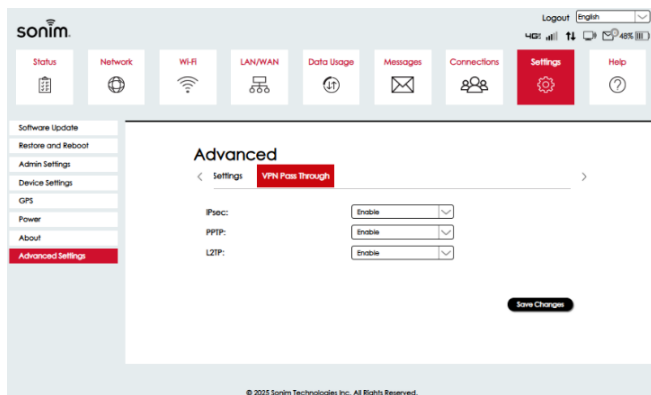 Logout English
sonim
4G 48%
Status Network Wi-Fi LAN/WAN Data Usage Messages Connections Settings Help
Software Update
Restore and Reboot
Admin Settings
Device Settings
GPS
Power
About
Advanced Settings
Advanced
Settings VPN Pass Through
IPsec: Enable
PPTP: Enable
L2TP: Enable
Save Changes
© 2025 Sonim Technologies Inc. All Rights Reserved.